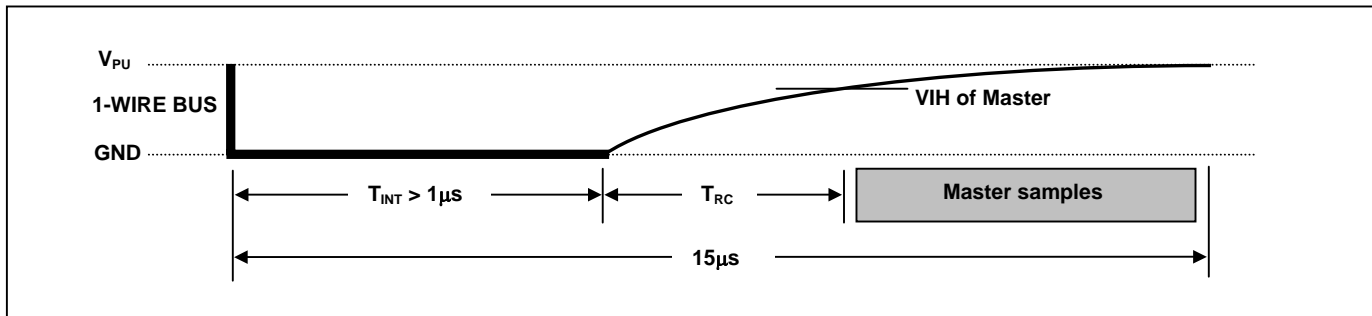 VPU
1-WIRE BUS
VIH of Master
GND
TINT > 1μs
TRC
Master samples
15μs